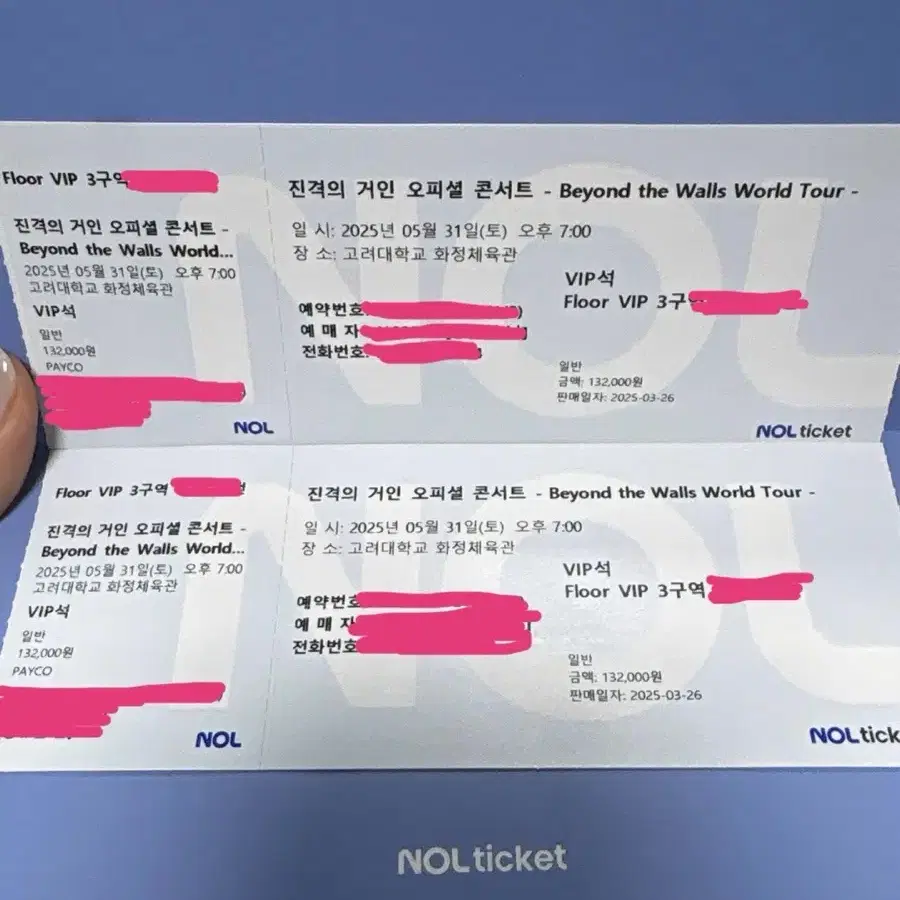 Floor VIP 3구역
진격의 거인 오피셜 콘서트 -
Beyond the Walls World...
2025년 05월 31일(토) 오후 7:00
고려대학교 화정체육관
VIP석
일반
132,000원
PAYCO
NOL
진격의 거인 오피셜 콘서트 - Beyond the Walls World Tour -
일 시: 2025년 05월 31일(토) 오후 7:00
장 소: 고려대학교 화정체육관
VIP석
Floor VIP 3구
예약번호
예 매 자
전화번호
일반
금액: 132,000원
판매일자: 2025-03-26
NOL ticket
NOL
Floor VIP 3구역
진격의 거인 오피셜 콘서트 -
Beyond the Walls World...
2025년 05월 31일(토) 오후 7:00
고려대학교 화정체육관
VIP석
일반
132,000원
PAYCO
NOL
진격의 거인 오피셜 콘서트 - Beyond the Walls World Tour -
일 시: 2025년 05월 31일(토) 오후 7:00
장 소: 고려대학교 화정체육관
VIP석
Floor VIP 3구역
예약번호
예 매 자
전화번호
일반
금액: 132,000원
판매일자: 2025-03-26
NOL tick
NOL
NOL ticket